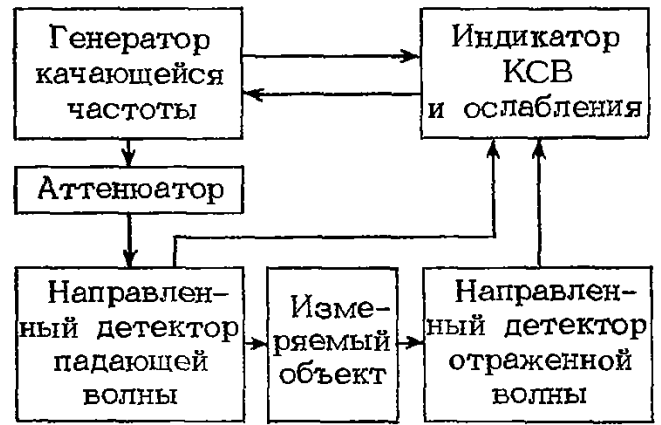 Генератор
качающейся
частоты
Индикатор
КСВ
и ослабления
Аттенюатор
Направлен-
ный детектор
падающей
волны
Изме-
ряемый
объект
Направлен-
ный детектор
отраженной
волны